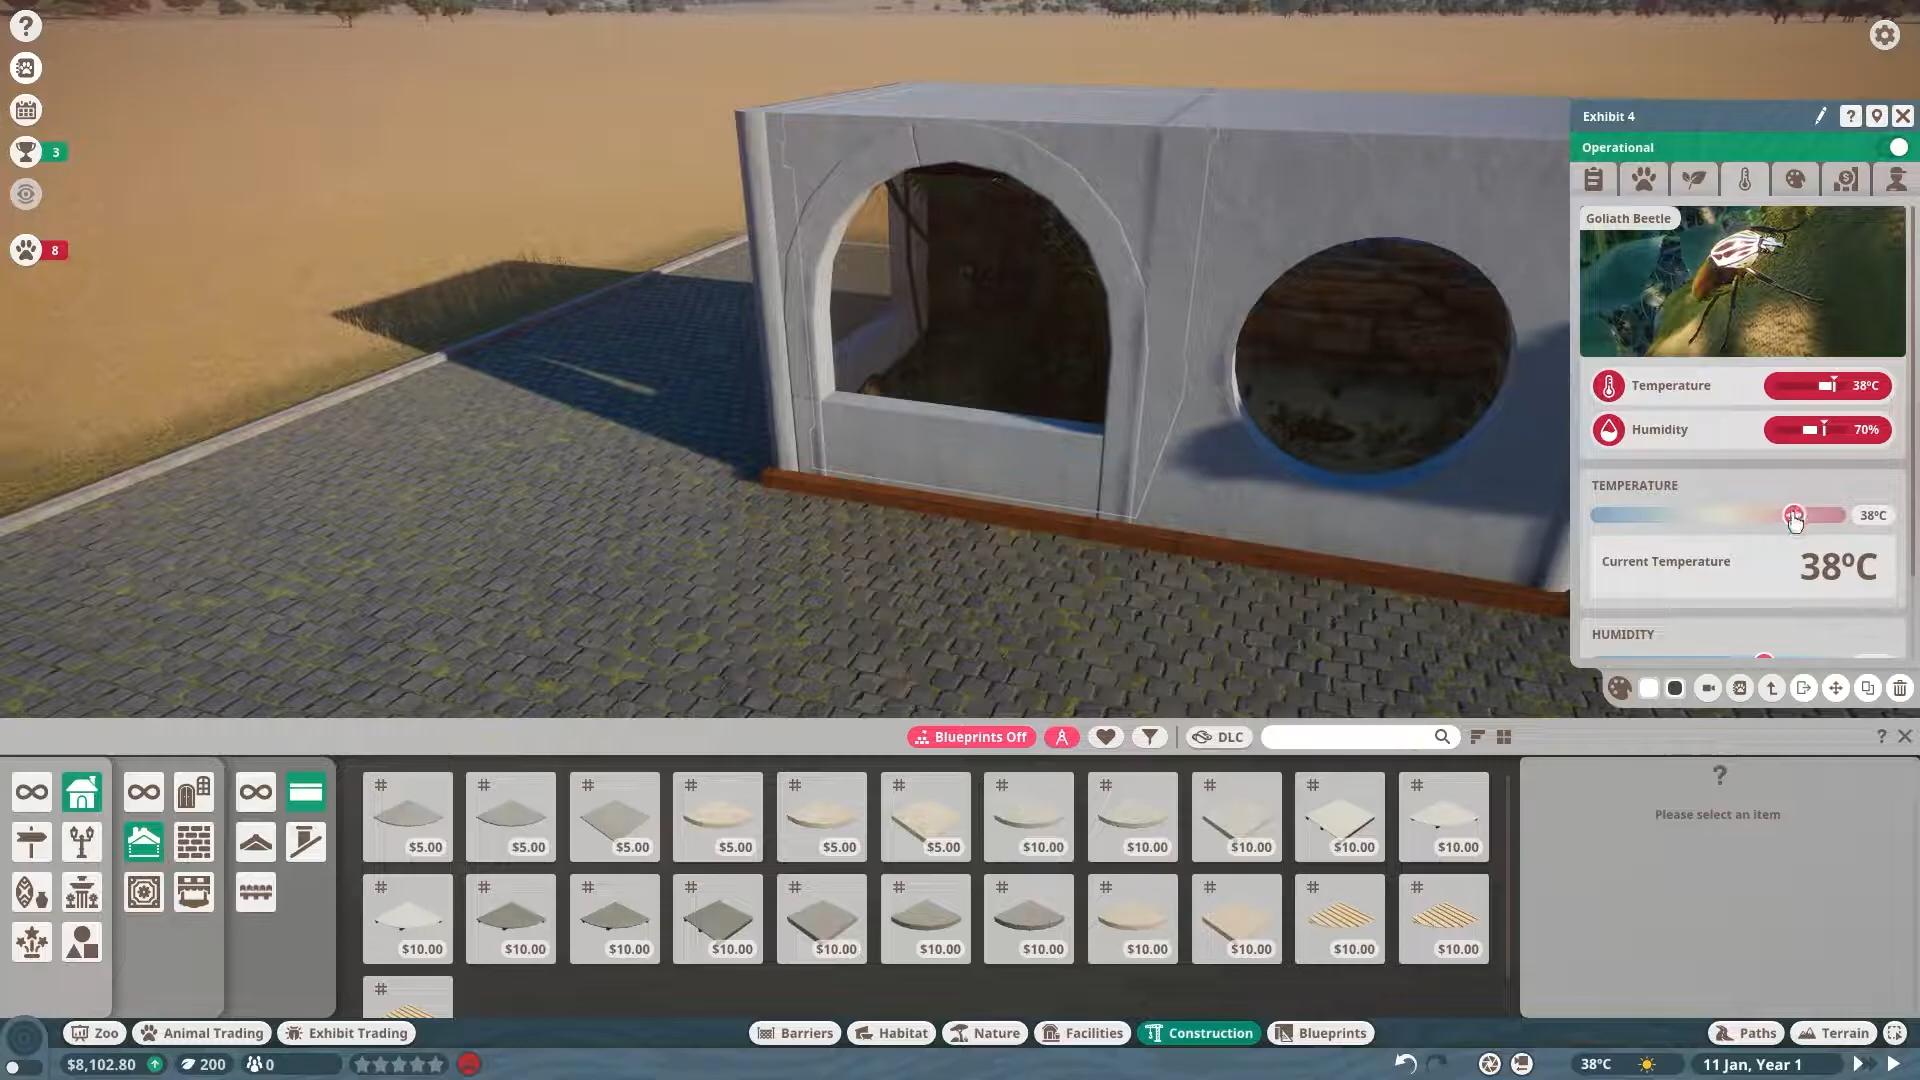 3
8
Exhibit 4
?
Operational
Goliath Beetle
Temperature 38°C
Humidity 70%
TEMPERATURE
38°C
Current Temperature 38°C
HUMIDITY
Blueprints Off
DLC
?
?
Please select an item
$5.00 $5.00 $5.00 $5.00 $5.00 $5.00 $10.00 $10.00 $10.00 $10.00 $10.00
$10.00 $10.00 $10.00 $10.00 $10.00 $10.00 $10.00 $10.00 $10.00 $10.00 $10.00
Zoo Animal Trading Exhibit Trading Barriers Habitat Nature Facilities Construction Blueprints Paths Terrain
$8,102.80 200 0 38°C 11 Jan, Year 1